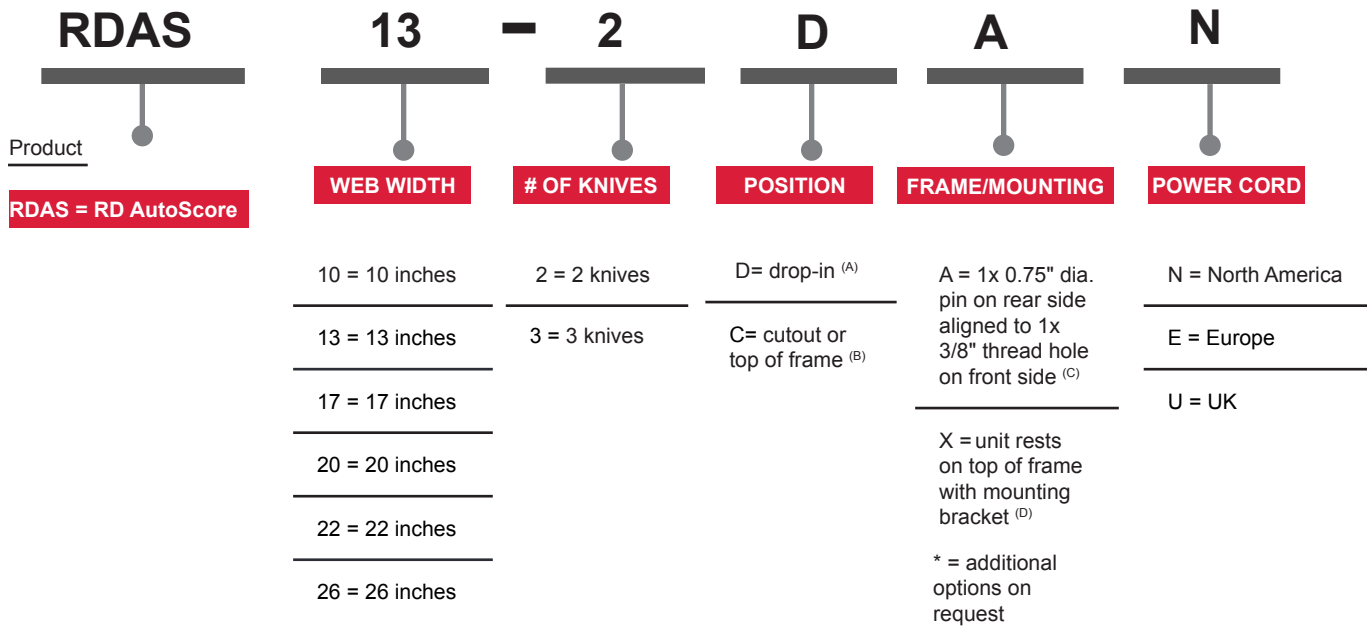 RDAS 13 - 2 D A N
Product
RDAS = RD AutoScore
WEB WIDTH
10 = 10 inches
13 = 13 inches
17 = 17 inches
20 = 20 inches
22 = 22 inches
26 = 26 inches
# OF KNIVES
2 = 2 knives
3 = 3 knives
POSITION
D= drop-in (A)
C= cutout or
top of frame (B)
FRAME/MOUNTING
A = 1x 0.75" dia.
pin on rear side
aligned to 1x
3/8" thread hole
on front side (C)
X = unit rests
on top of frame
with mounting
bracket (D)
* = additional
options on
request
POWER CORD
N = North America
E = Europe
U = UK